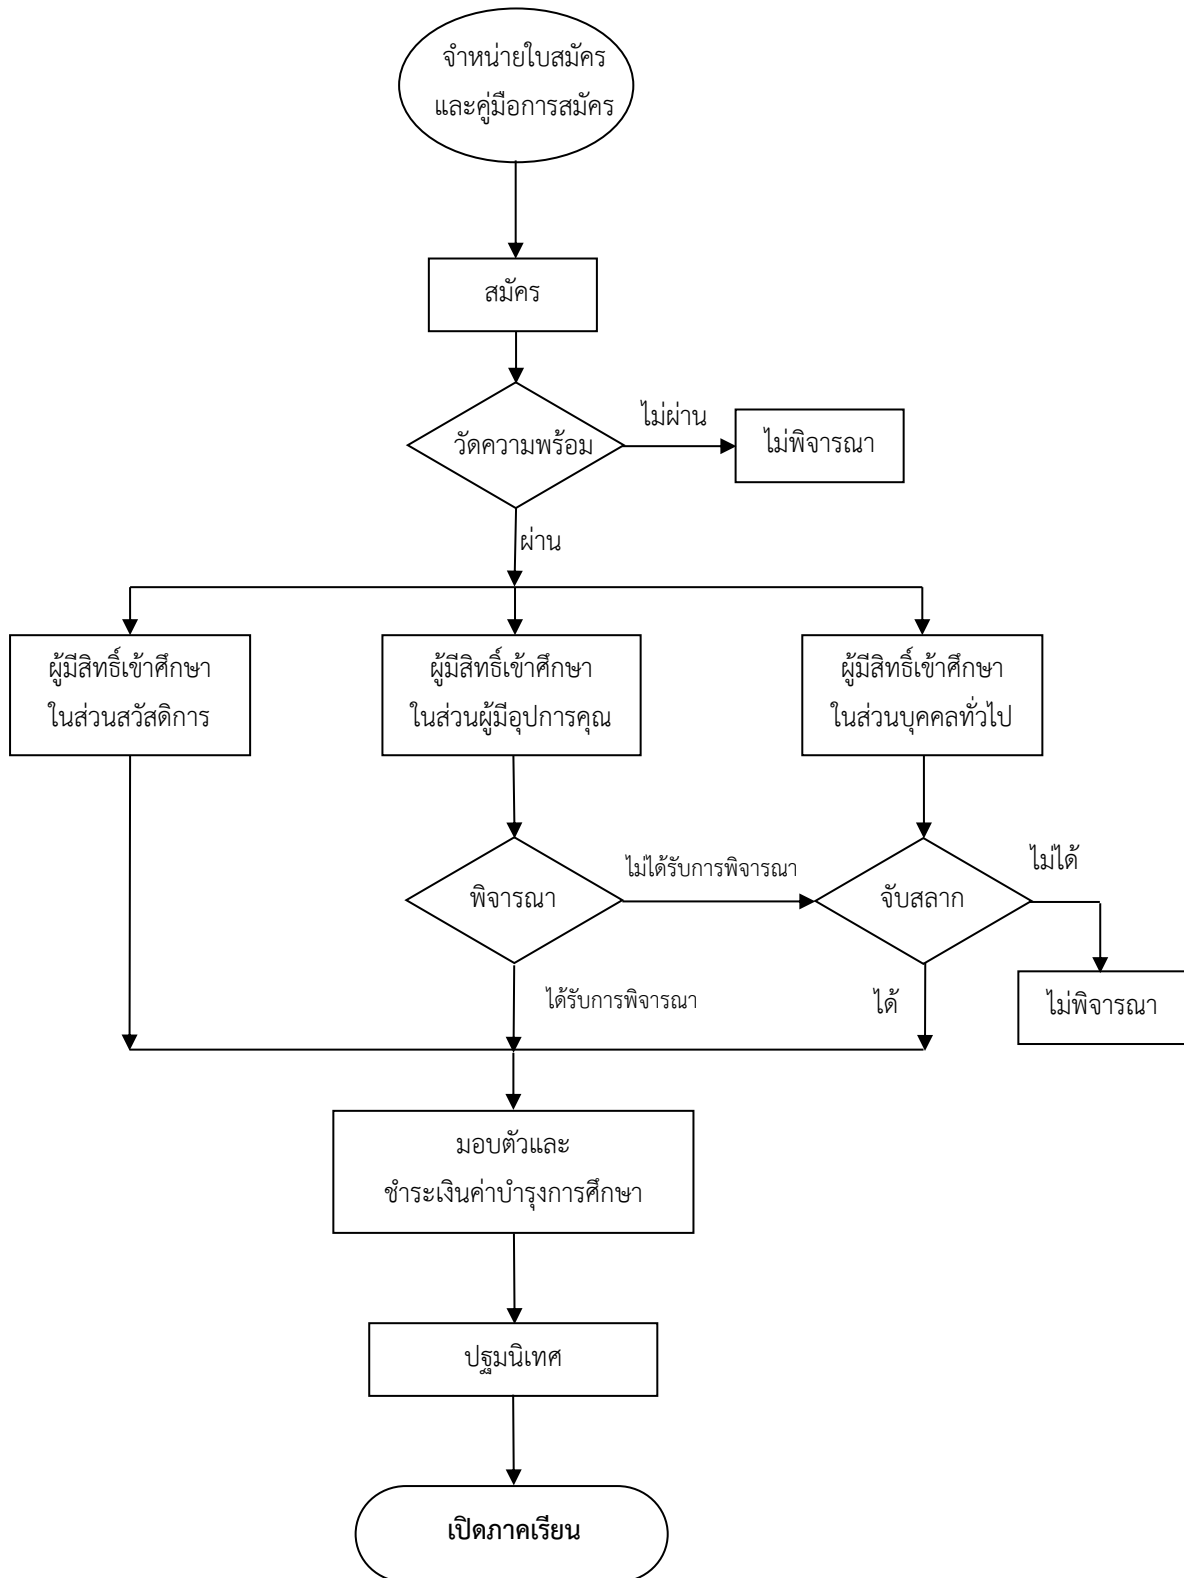 จำหน่ายใบสมัคร
และคู่มือการสมัคร
สมัคร
วัดความพร้อม
ไม่ผ่าน
ไม่พิจารณา
ผ่าน
ผู้มีสิทธิ์เข้าศึกษา
ในส่วนสวัสดิการ
ผู้มีสิทธิ์เข้าศึกษา
ในส่วนผู้มีอุปการคุณ
ผู้มีสิทธิ์เข้าศึกษา
ในส่วนบุคคลทั่วไป
พิจารณา
ไม่ได้รับการพิจารณา
จับสลาก
ไม่ได้
ได้รับการพิจารณา
ได้
ไม่พิจารณา
มอบตัวและ
ชำระเงินค่าบำรุงการศึกษา
ปฐมนิเทศ
เปิดภาคเรียน